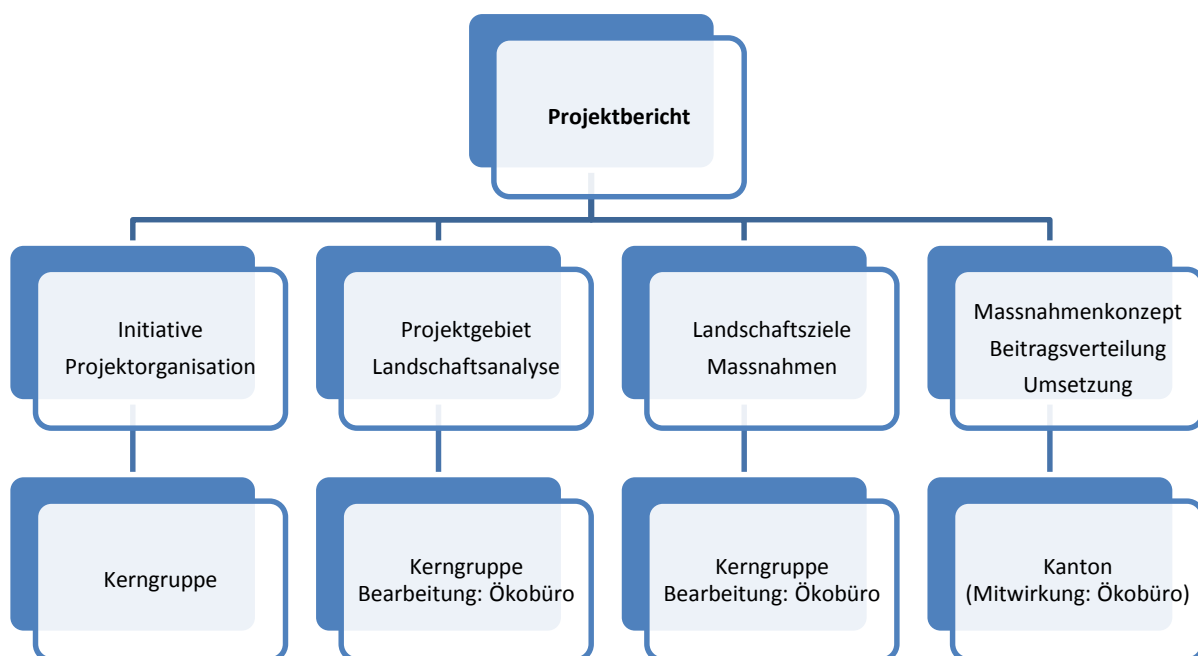 Projektbericht
Initiative
Projektorganisation
Projektgebiet
Landschaftsanalyse
Landschaftsziele
Massnahmen
Massnahmenkonzept
Beitragsverteilung
Umsetzung
Kerngruppe
Kerngruppe
Bearbeitung: Ökobüro
Kerngruppe
Bearbeitung: Ökobüro
Kanton
(Mitwirkung: Ökobüro)